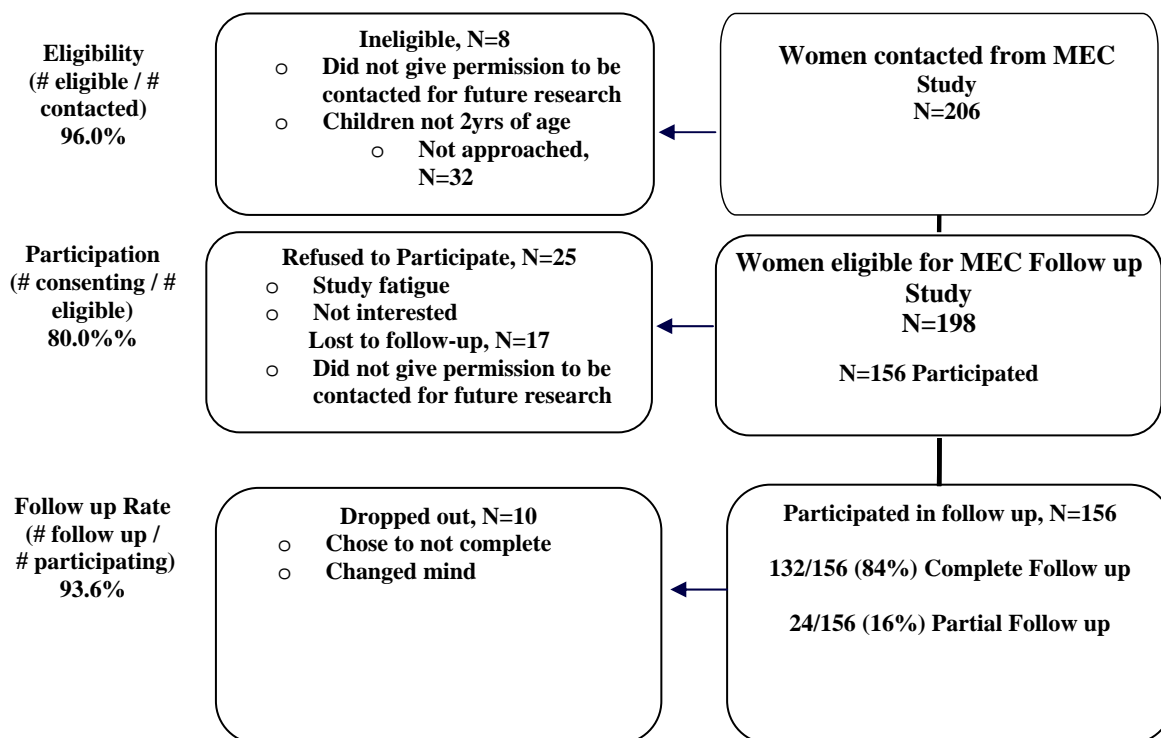 Eligibility
(# eligible / #
contacted)
96.0%
Ineligible, N=8
o Did not give permission to be
contacted for future research
o Children not 2yrs of age
o Not approached,
N=32
Women contacted from MEC
Study
N=206
Participation
(# consenting / #
eligible)
80.0%%
Refused to Participate, N=25
o Study fatigue
o Not interested
Lost to follow-up, N=17
o Did not give permission to be
contacted for future research
Women eligible for MEC Follow up
Study
N=198
N=156 Participated
Follow up Rate
(# follow up /
# participating)
93.6%
Dropped out, N=10
o Chose to not complete
o Changed mind
Participated in follow up, N=156
132/156 (84%) Complete Follow up
24/156 (16%) Partial Follow up